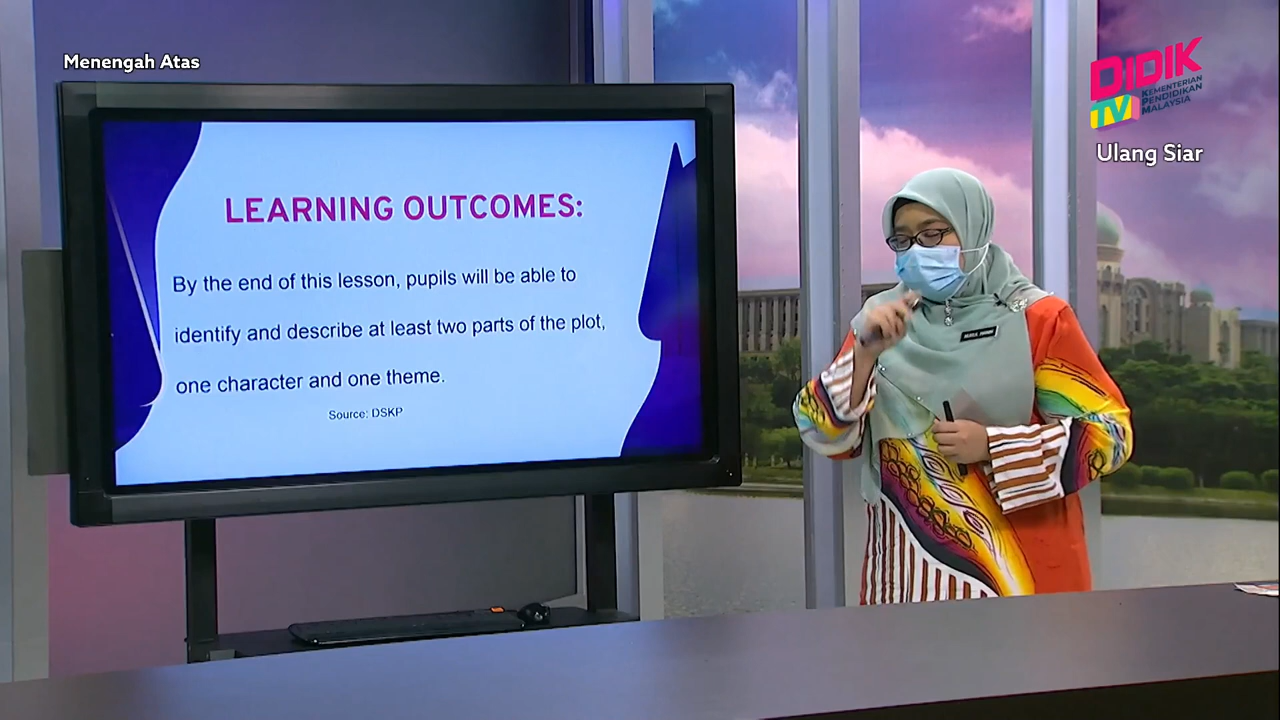 Menengah Atas
DIDIK
TV
KEMENTERIAN
PENDIDIKAN
MALAYSIA
Ulang Siar
LEARNING OUTCOMES:
By the end of this lesson, pupils will be able to
identify and describe at least two parts of the plot,
one character and one theme.
Source: DSKP